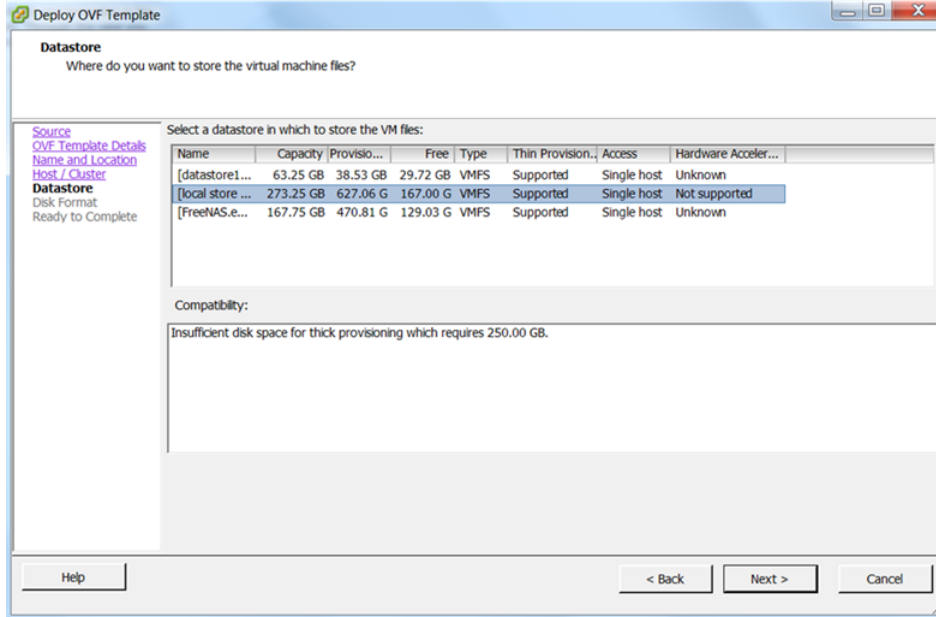 Deploy OVF Template
Datastore
Where do you want to store the virtual machine files?
Source
OVF Template Details
Name and Location
Host / Cluster
Datastore
Disk Format
Ready to Complete
Select a datastore in which to store the VM files:
Name Capacity Provisio... Free Type Thin Provision... Access Hardware Acceler...
[datastore1... 63.25 GB 38.53 GB 29.72 GB VMFS Supported Single host Unknown
[local store ... 273.25 GB 627.06 G 167.00 G VMFS Supported Single host Not supported
[FreeNAS.e... 167.75 GB 470.81 G 129.03 G VMFS Supported Single host Unknown
Compatibility:
Insufficient disk space for thick provisioning which requires 250.00 GB.
Help < Back Next > Cancel